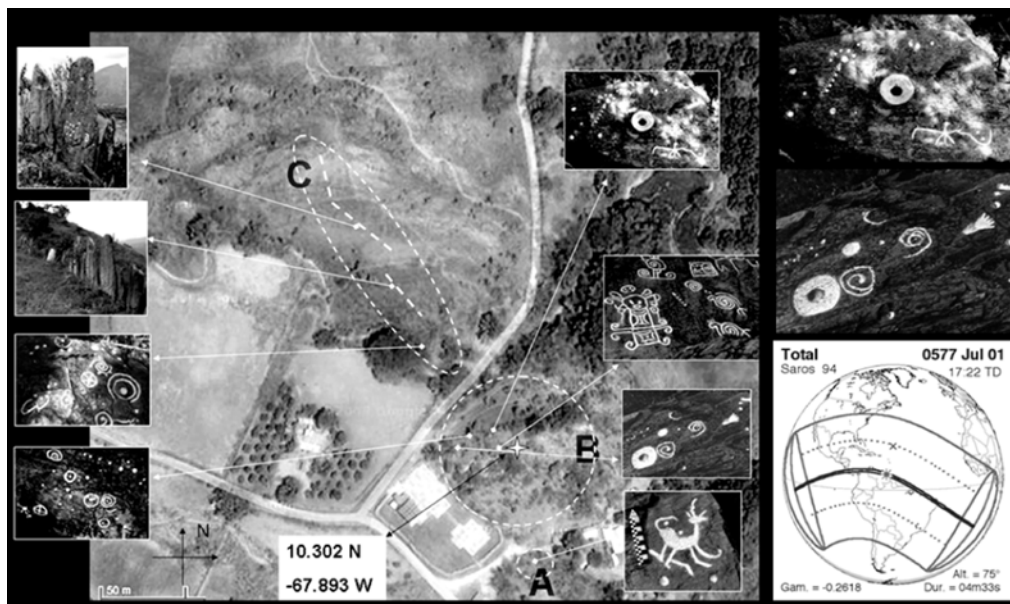 C
B
A
N
50 m
10.302 N
-67.893 W
Total
0577 Jul 01
Saros 94
17:22 TD
Alt. = 75°
Gam. = -0.2618
Dur. = 04m33s